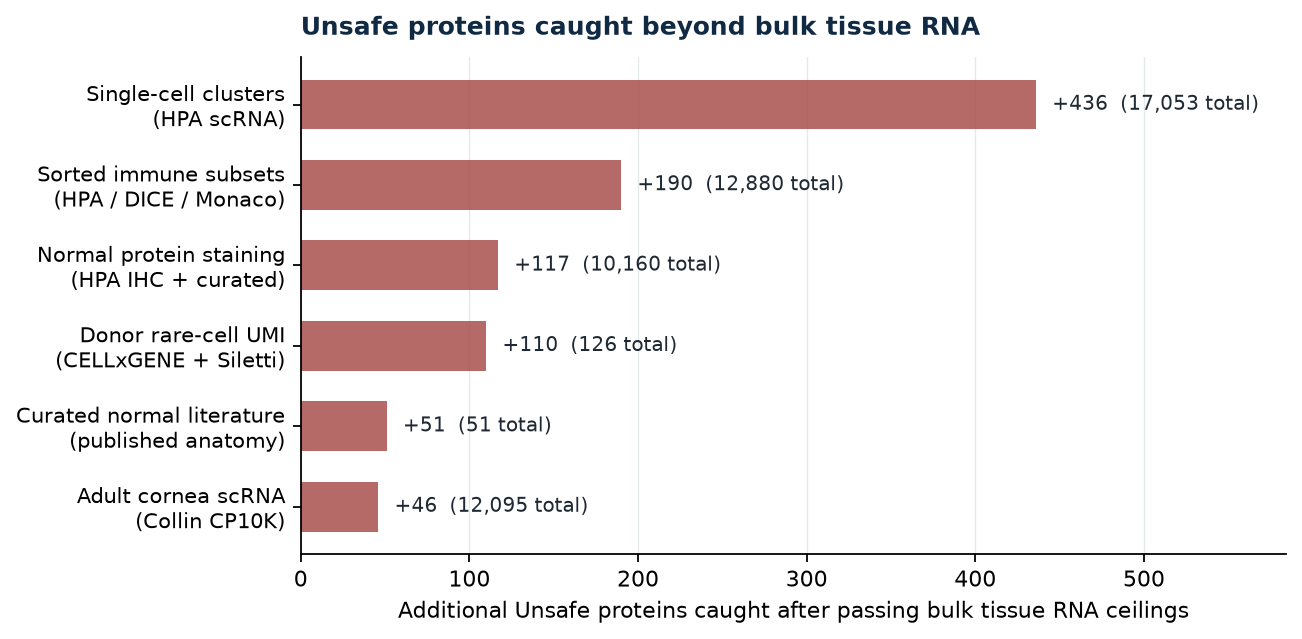 Unsafe proteins caught beyond bulk tissue RNA
Single-cell clusters
(HPA scRNA)
+436  (17,053 total)
Sorted immune subsets
(HPA / DICE / Monaco)
+190  (12,880 total)
Normal protein staining
(HPA IHC + curated)
+117  (10,160 total)
Donor rare-cell UMI
(CELLxGENE + Siletti)
+110  (126 total)
Curated normal literature
(published anatomy)
+51  (51 total)
Adult cornea scRNA
(Collin CP10K)
+46  (12,095 total)
0 100 200 300 400 500
Additional Unsafe proteins caught after passing bulk tissue RNA ceilings